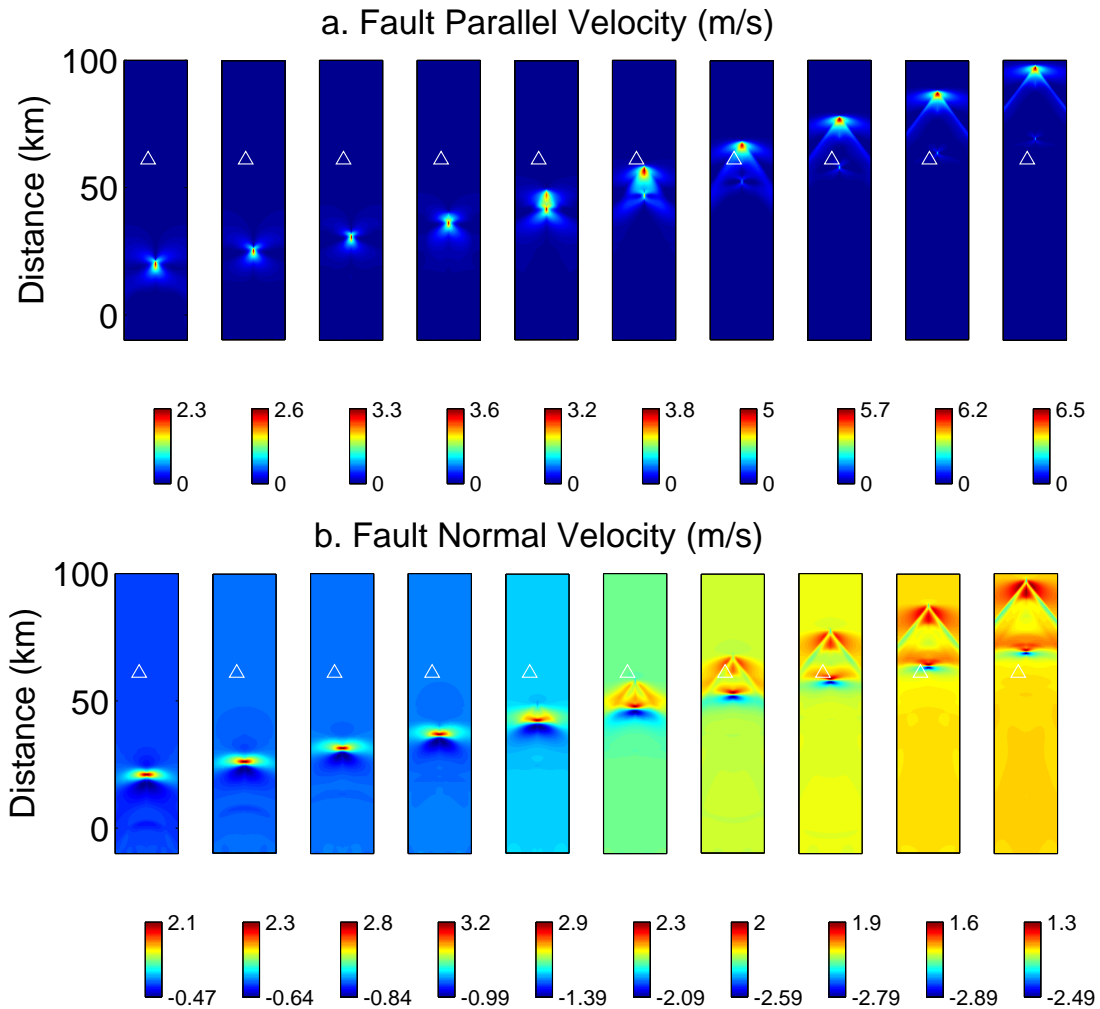 a. Fault Parallel Velocity (m/s)
100
50
0
Distance (km)
2.3 2.6 3.3 3.6 3.2 3.8 5 5.7 6.2 6.5
0 0 0 0 0 0 0 0 0 0
b. Fault Normal Velocity (m/s)
100
50
0
Distance (km)
2.1 2.3 2.8 3.2 2.9 2.3 2 1.9 1.6 1.3
-0.47 -0.64 -0.84 -0.99 -1.39 -2.09 -2.59 -2.79 -2.89 -2.49